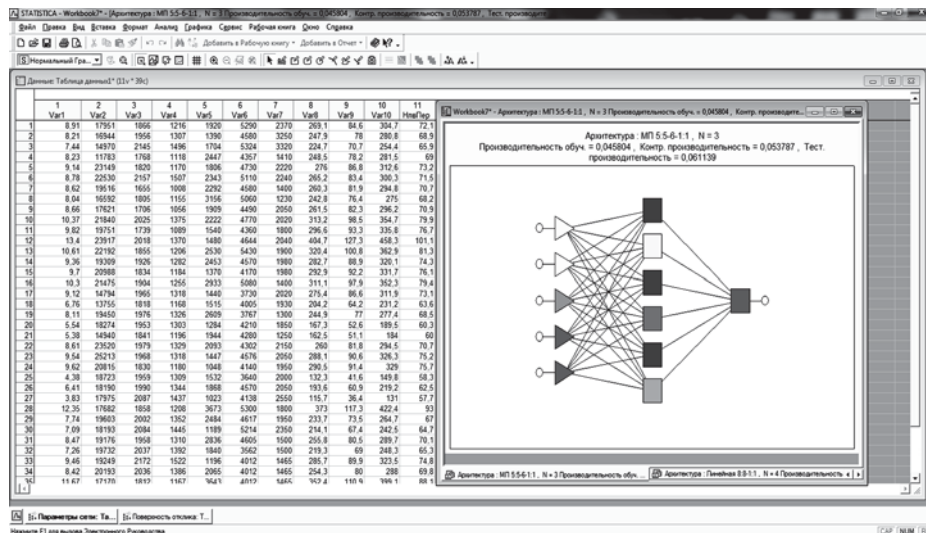 STATISTICA - Workbook7* - [Архитектура : МП 5:5-6-1:1 , N = 3 Производительность обуч. = 0,045804 , Контр. производительность = 0,053787 , Тест. производите
Файл Правка Вид Вставка Формат Анализ Графика Сервис Рабочая книга Окно Справка
Добавить в Рабочую книгу Добавить в Отчет
Нормальный Гра...
Данные: Таблица данных1* (11v * 39c)
1 2 3 4 5 6 7 8 9 10 11
Var1 Var2 Var3 Var4 Var5 Var6 Var7 Var8 Var9 Var10 НпвПер
1 8,91 17951 1866 1216 1920 5290 2370 269,1 84,6 304,7 72,1
2 8,21 16944 1956 1307 1390 4580 3250 247,9 78 280,8 68,9
3 7,44 14970 2145 1496 1704 5324 3320 224,7 70,7 254,4 65,9
4 8,23 11783 1768 1118 2447 4357 1410 248,5 78,2 281,5 69
5 9,14 23149 1820 1170 1806 4730 2220 276 86,8 312,6 73,2
6 8,78 22530 2157 1507 2343 5110 2240 265,2 83,4 300,3 71,5
7 8,62 19516 1655 1008 2292 4580 1400 260,3 81,9 294,8 70,7
8 8,04 16592 1805 1155 3156 5060 1230 242,8 76,4 275 68,2
9 8,66 17621 1706 1056 1909 4490 2050 261,5 82,3 296,2 70,9
10 10,37 21840 2025 1375 2222 4770 2020 313,2 98,5 354,7 79,9
11 9,82 19751 1739 1089 1540 4360 1800 296,6 93,3 335,8 76,7
12 13,4 23917 2018 1370 1480 4644 2040 404,7 127,3 458,3 101,1
13 10,61 22192 1855 1206 2530 5430 1900 320,4 100,8 362,9 81,3
14 9,36 19309 1926 1282 2453 4570 1980 282,7 88,9 320,1 74,3
15 9,7 20988 1834 1184 1370 4170 1980 292,9 92,2 331,7 76,1
16 10,3 21475 1904 1255 2933 5080 1400 311,1 97,9 352,3 79,4
17 9,12 14794 1965 1318 1440 3730 2020 275,4 86,6 311,9 73,1
18 6,76 13755 1818 1168 1515 4005 1930 204,2 64,2 231,2 63,6
19 8,11 19450 1976 1326 2609 3767 1300 244,9 77 277,4 68,5
20 5,54 18274 1953 1303 1284 4210 1850 167,3 52,6 189,5 60,3
21 5,38 14940 1841 1196 1944 4280 1250 162,5 51,1 184 60
22 8,61 23520 1979 1329 2093 4302 2150 260 81,8 294,5 70,7
23 9,54 25213 1968 1318 1447 4576 2050 288,1 90,6 326,3 75,2
24 9,62 20815 1830 1180 1048 4140 1950 290,5 91,4 329 75,7
25 4,38 18723 1959 1309 1532 3640 2000 132,3 41,6 149,8 58,3
26 6,41 18190 1990 1344 1868 4570 2050 193,6 60,9 219,2 62,5
27 3,83 17975 2087 1437 1023 4138 2550 115,7 36,4 131 57,7
28 12,35 17682 1858 1208 3673 5300 1800 373 117,3 422,4 93
29 7,74 19603 2002 1352 2484 4617 1950 233,7 73,5 264,7 67
30 7,09 18193 2084 1445 1189 5214 2350 214,1 67,4 242,5 64,7
31 8,47 19176 1958 1310 2836 4605 1500 255,8 80,5 289,7 70,1
32 7,26 19732 2037 1392 1840 3562 1500 219,3 69 248,3 65,3
33 9,46 19249 2172 1522 1196 4012 1465 285,7 89,9 323,5 74,8
34 8,42 20193 2036 1386 2065 4012 1465 254,3 80 288 69,8
35 11,67 17170 1812 1167 3643 4012 1465 352,4 110,9 399,1 88,1
Workbook7* - Архитектура : МП 5:5-6-1:1 , N = 3 Производительность обуч. = 0,045804 , Контр. производите...
Архитектура : МП 5:5-6-1:1 , N = 3
Производительность обуч. = 0,045804 , Контр. производительность = 0,053787 , Тест.
производительность = 0,061139
Архитектура : МП 5:5-6-1:1 , N = 3 Производительность обуч. ... Архитектура : Линейная 8:8-1:1 , N = 4 Производительность
Параметры сети: Та... Поверхность отклика: Т...
Нажмите F1 для вызова Электронного Руководства CAP NUM